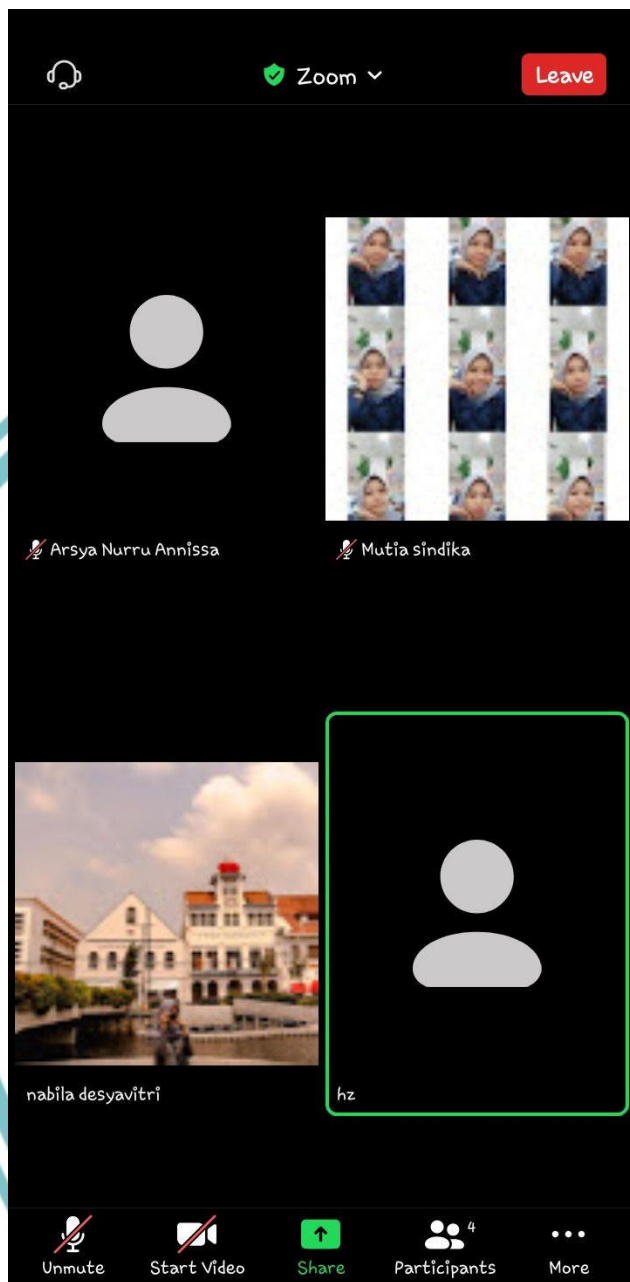 Zoom
Leave
Arsya Nurru Annissa
Mutia sindika
nabila desyavitri
hz
4
Unmute
Start Video
Share
Participants
More